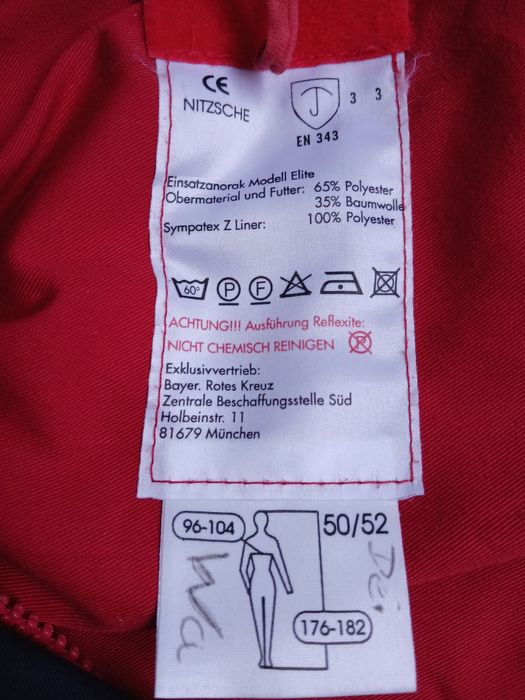 CE
NITZSCHE
3 3
EN 343
Einsatzanorak Modell Elite
Obermaterial und Futter: 65% Polyester
35% Baumwolle
Sympatex Z Liner: 100% Polyester
60°
P
F
ACHTUNG!!! Ausführung Reflexite:
NICHT CHEMISCH REINIGEN
Exklusivvertrieb:
Bayer. Rotes Kreuz
Zentrale Beschaffungsstelle Süd
Holbeinstr. 11
81679 München
96-104
50/52
176-182